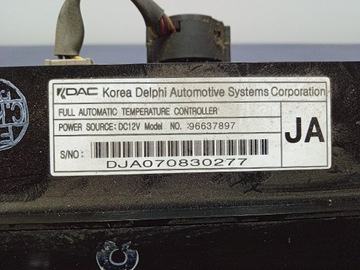 KDAC Korea Delphi Automotive Systems Corporation
FULL AUTOMATIC TEMPERATURE CONTROLLER
POWER SOURCE:DC12V Model NO. :96637897
JA
S/NO:
DJA070830277